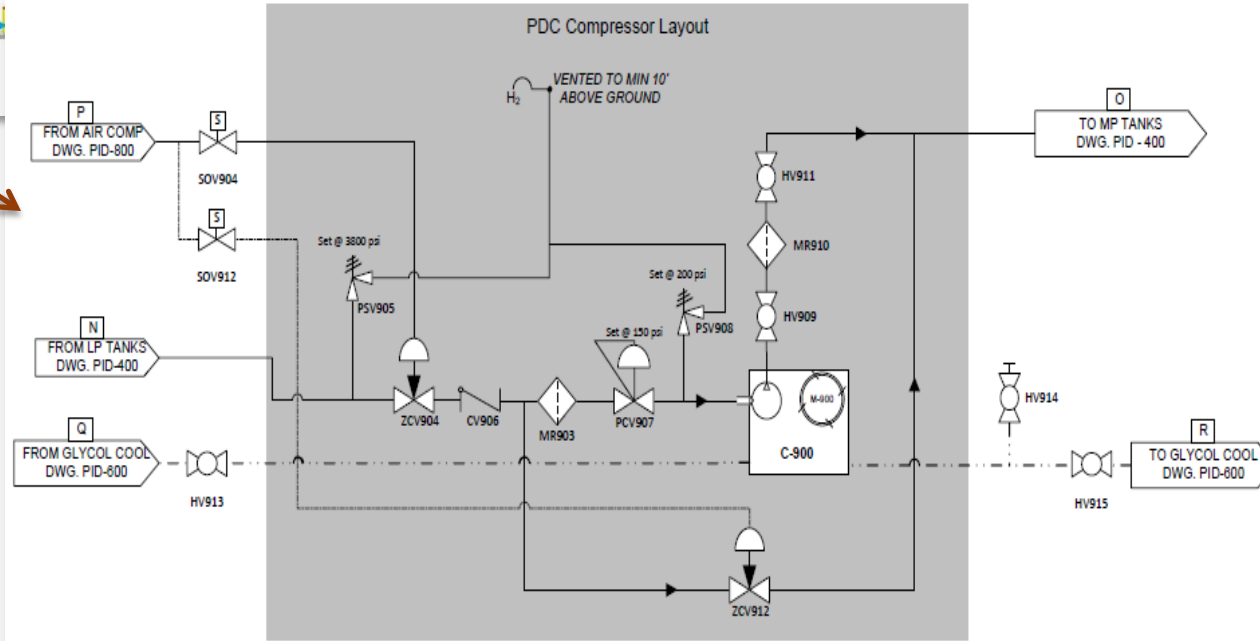 PDC Compressor Layout
H2
VENTED TO MIN 10'
ABOVE GROUND
P
FROM AIR COMP
DWG. PID-800
S
SOV904
S
SOV912
O
TO MP TANKS
DWG. PID - 400
HV911
MR910
HV909
Set @ 3800 psi
PSV905
Set @ 200 psi
PSV908
Set @ 150 psi
N
FROM LP TANKS
DWG. PID-400
ZCV904
CV906
MR903
PCV907
M-900
C-900
HV914
Q
FROM GLYCOL COOL
DWG. PID-600
HV913
R
TO GLYCOL COOL
DWG. PID-600
HV915
ZCV912